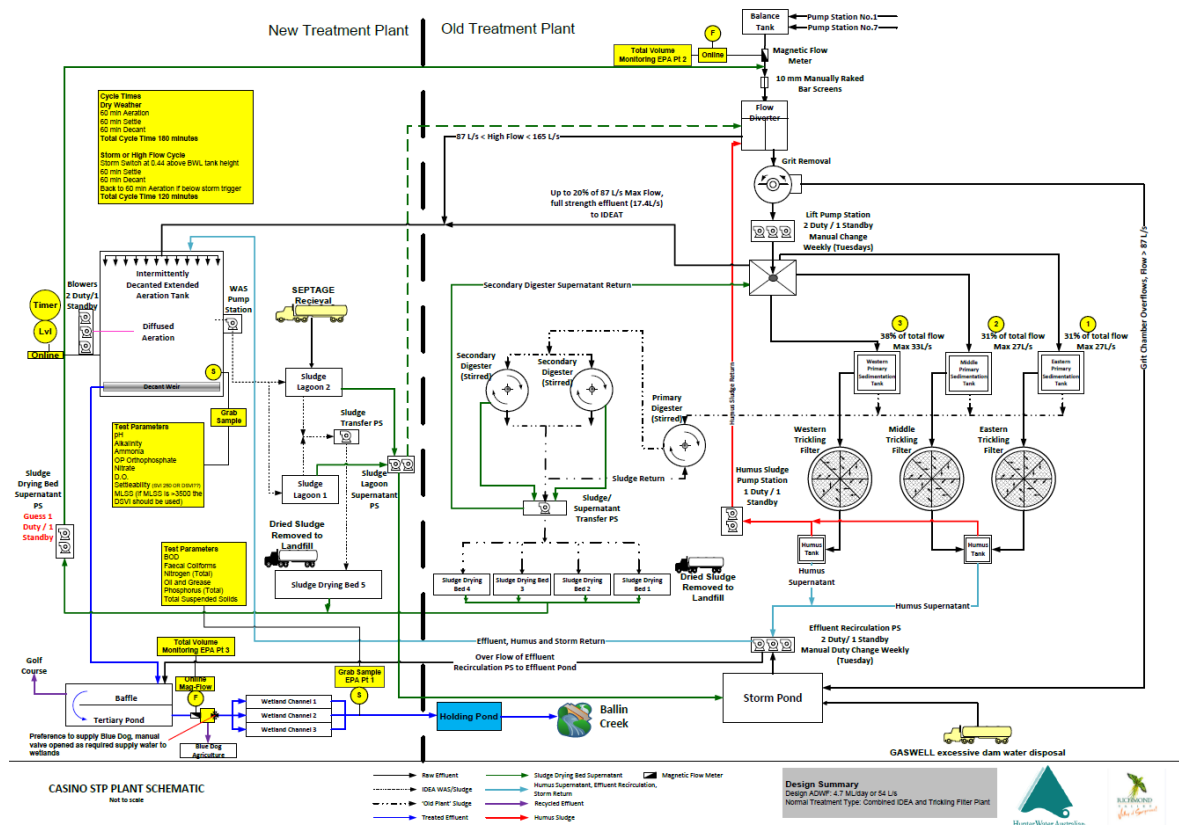 New Treatment Plant
Old Treatment Plant
Balance
Tank
Pump Station No.1
Pump Station No.7
F
Total Volume
Monitoring EPA Pt 2
Online
Magnetic Flow
Meter
10 mm Manually Raked
Bar Screens
Flow
Diverter
87 L/s < High Flow < 165 L/s
Grit Removal
Cycle Times
Dry Weather
60 min Aeration
60 min Settle
60 min Decant
Total Cycle Time 180 minutes
Storm or High Flow Cycle
Storm Switch at 0.44 above BWL tank height
60 min Settle
60 min Decant
Back to 60 min Aeration if below storm trigger
Total Cycle Time 120 minutes
Up to 20% of 87 L/s Max Flow,
full strength effluent (17.4L/s)
to IDEAT
Lift Pump Station
2 Duty / 1 Standby
Manual Change
Weekly (Tuesdays)
Grit Chamber Overflows, Flow > 87 L/s
Intermittently
Decanted Extended
Aeration Tank
Diffused
Aeration
Decant Weir
Blowers
2 Duty/1
Standby
Timer
Lvl
Online
WAS
Pump
Station
S
Grab
Sample
SEPTAGE
Recieval
Sludge
Lagoon 2
Sludge
Transfer PS
Sludge
Lagoon 1
Sludge
Lagoon
Supernatant
PS
Secondary Digester Supernatant Return
Secondary
Digester
(Stirred)
Secondary
Digester
(Stirred)
Primary
Digester
(Stirred)
Sludge Return
Sludge/
Supernatant
Transfer PS
Humus Sludge Return
3
38% of total flow
Max 33L/s
2
31% of total flow
Max 27L/s
1
31% of total flow
Max 27L/s
Western
Primary
Sedimentation
Tank
Middle
Primary
Sedimentation
Tank
Eastern
Primary
Sedimentation
Tank
Western
Trickling
Filter
Middle
Trickling
Filter
Eastern
Trickling
Filter
Humus Sludge
Pump Station
1 Duty / 1
Standby
Humus
Tank
Humus
Tank
Humus
Supernatant
Humus Supernatant
Test Parameters
pH
Alkalinity
Ammonia
OP Orthophosphate
Nitrate
D.O.
Settleability (SVI 280 OR DSVI??)
MLSS (if MLSS is >3500 the
DSVI should be used)
Sludge
Drying Bed
Supernatant
PS
Guess 1
Duty / 1
Standby
Dried Sludge
Removed to
Landfill
Sludge Drying Bed 5
Test Parameters
BOD
Faecal Coliforms
Nitrogen (Total)
Oil and Grease
Phosphorus (Total)
Total Suspended Solids
Sludge Drying
Bed 4
Sludge Drying Bed
3
Sludge Drying
Bed 2
Sludge Drying
Bed 1
Dried Sludge
Removed to
Landfill
Effluent, Humus and Storm Return
Effluent Recirculation PS
2 Duty/ 1 Standby
Manual Duty Change Weekly
(Tuesday)
Over Flow of Effluent
Recirculation PS to Effluent Pond
Total Volume
Monitoring EPA Pt 3
Golf
Course
Online
Mag-Flow
F
Grab Sample
EPA Pt 1
S
Baffle
Tertiary Pond
Wetland Channel 1
Wetland Channel 2
Wetland Channel 3
Holding Pond
Ballin
Creek
Storm Pond
Preference to supply Blue Dog, manual
valve opened as required supply water to
wetlands
Blue Dog
Agriculture
GASWELL excessive dam water disposal
CASINO STP PLANT SCHEMATIC
Not to scale
Raw Effluent
IDEA WAS/Sludge
'Old Plant' Sludge
Treated Effluent
Sludge Drying Bed Supernatant
Humus Supernatant, Effluent Recirculation,
Storm Return
Recycled Effluent
Humus Sludge
Magnetic Flow Meter
Design Summary
Design ADWF: 4.7 ML/day or 54 L/s
Normal Treatment Type: Combined IDEA and Trickling Filter Plant
HunterWater Australian
RICHMOND
VALLEY